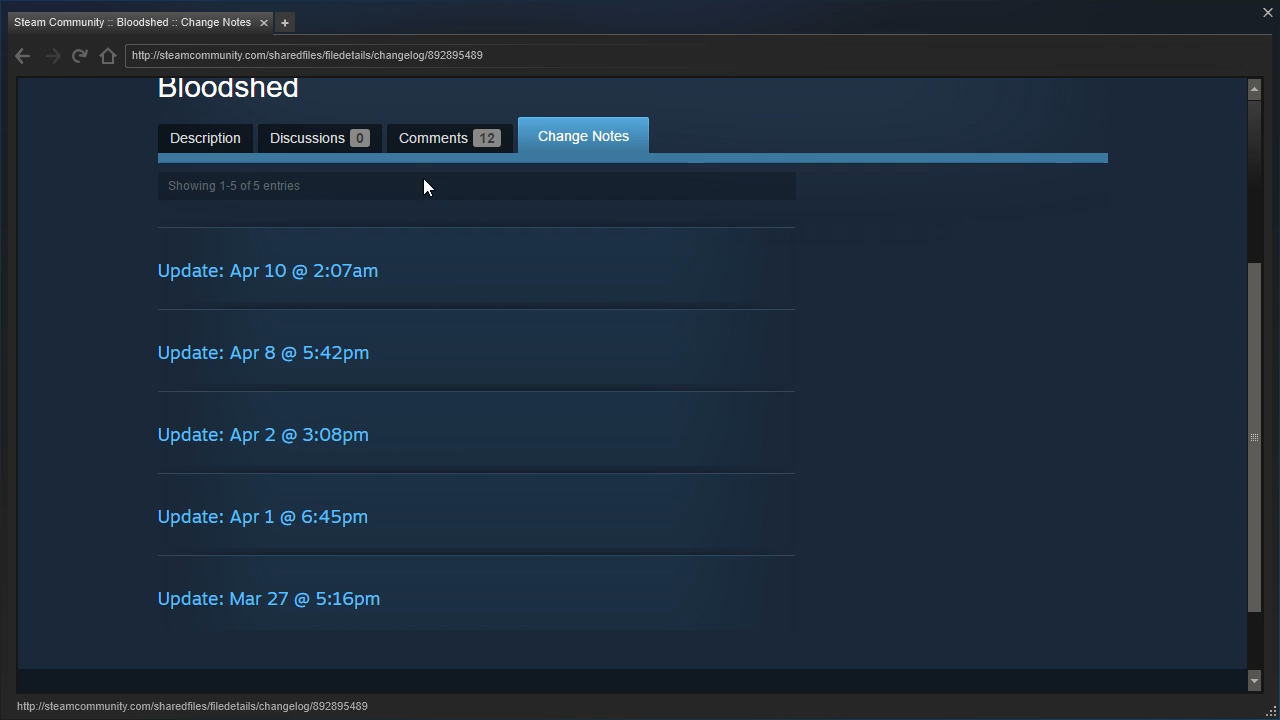 Steam Community :: Bloodshed :: Change Notes
http://steamcommunity.com/sharedfiles/filedetails/changelog/892895489
Bloodshed
Description Discussions 0 Comments 12 Change Notes
Showing 1-5 of 5 entries
Update: Apr 10 @ 2:07am
Update: Apr 8 @ 5:42pm
Update: Apr 2 @ 3:08pm
Update: Apr 1 @ 6:45pm
Update: Mar 27 @ 5:16pm
http://steamcommunity.com/sharedfiles/filedetails/changelog/892895489